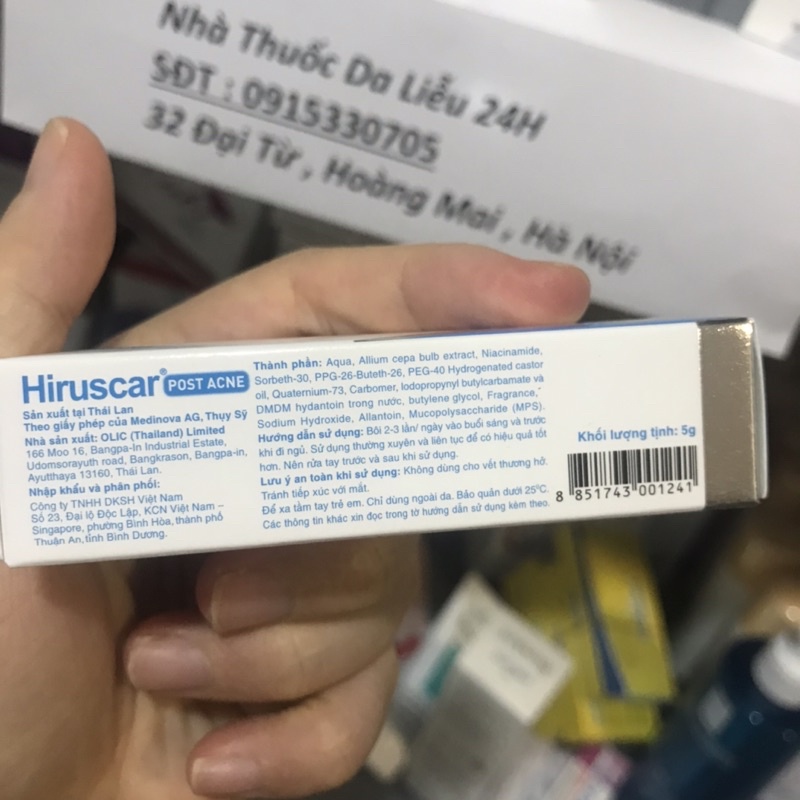 Nhà Thuốc Da Liễu 24H
SĐT : 0915330705
32 Đại Từ , Hoàng Mai , Hà Nội
Hiruscar® POST ACNE
Sản xuất tại Thái Lan
Theo giấy phép của Medinova AG, Thụy Sỹ
Nhà sản xuất: OLIC (Thailand) Limited
166 Moo 16, Bangpa-In Industrial Estate,
Udomsorayuth road, Bangkrason, Bangpa-in,
Ayutthaya 13160, Thái Lan.
Nhập khẩu và phân phối:
Công ty TNHH DKSH Việt Nam
Số 23, Đại lộ Độc Lập, KCN Việt Nam –
Singapore, phường Bình Hòa, thành phố
Thuận An, tỉnh Bình Dương.
Thành phần: Aqua, Allium cepa bulb extract, Niacinamide,
Sorbeth-30, PPG-26-Buteth-26, PEG-40 Hydrogenated castor
oil, Quaternium-73, Carbomer, Iodopropynyl butylcarbamate và
DMDM hydantoin trong nước, butylene glycol, Fragrance,
Sodium Hydroxide, Allantoin, Mucopolysaccharide (MPS).
Hướng dẫn sử dụng: Bôi 2-3 lần/ ngày vào buổi sáng và trước
khi đi ngủ. Sử dụng thường xuyên và liên tục để có hiệu quả tốt
hơn. Nên rửa tay trước và sau khi sử dụng.
Lưu ý an toàn khi sử dụng: Không dùng cho vết thương hở.
Tránh tiếp xúc với mắt.
Để xa tầm tay trẻ em. Chỉ dùng ngoài da. Bảo quản dưới 25°C.
Các thông tin khác xin đọc trong tờ hướng dẫn sử dụng kèm theo.
Khối lượng tịnh: 5g
8 851743 001241